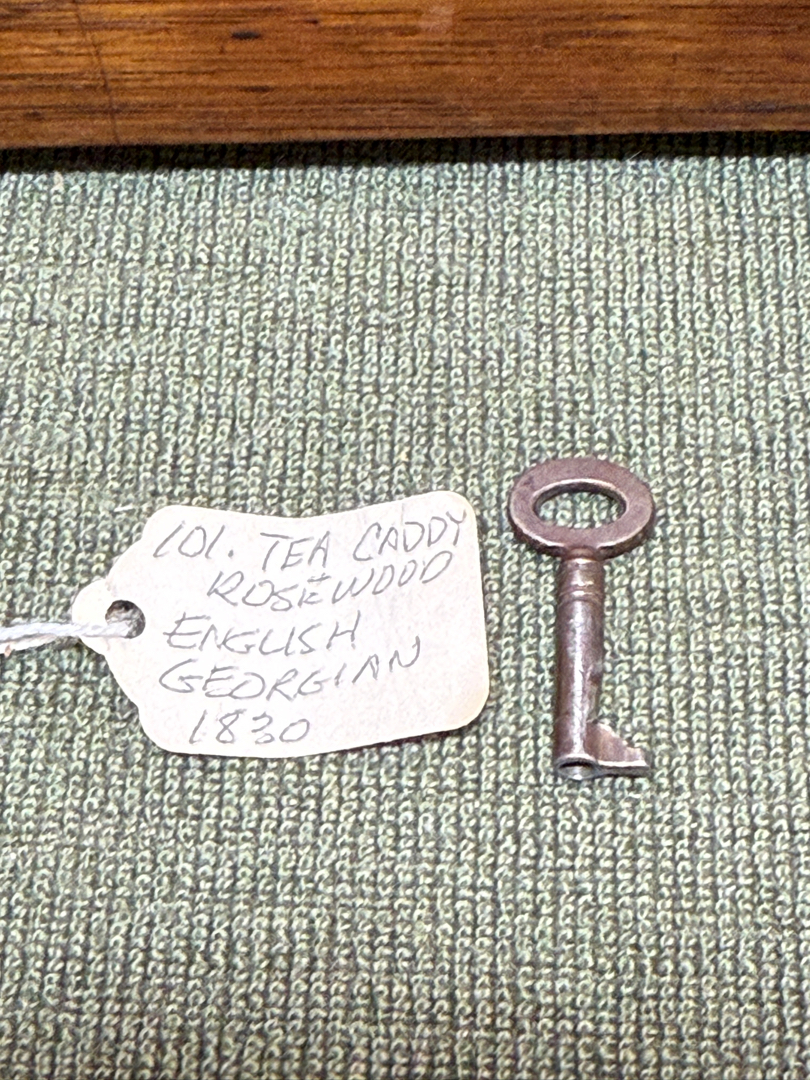 101. TEA CADDY
ROSEWOOD
ENGLISH
GEORGIAN
1830